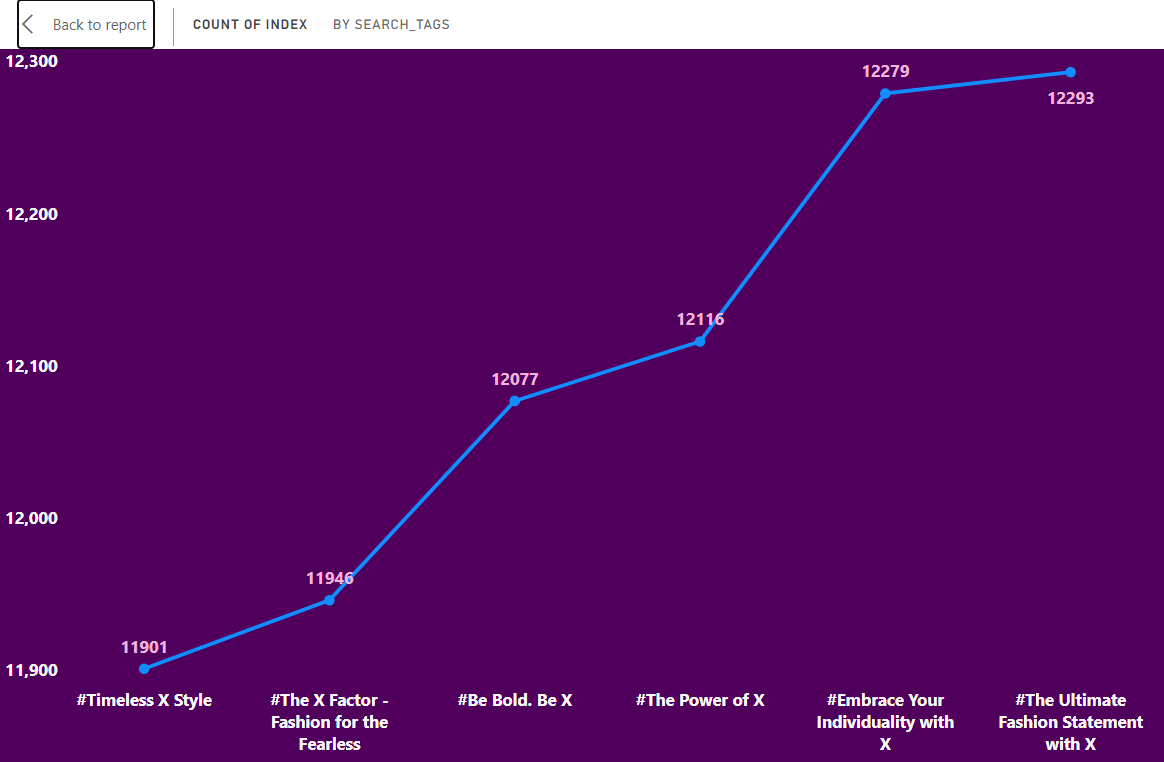 Back to report
COUNT OF INDEX BY SEARCH_TAGS
12,300
12,200
12,100
12,000
11,900
11901
11946
12077
12116
12279
12293
#Timeless X Style
#The X Factor -
Fashion for the
Fearless
#Be Bold. Be X
#The Power of X
#Embrace Your
Individuality with
X
#The Ultimate
Fashion Statement
with X